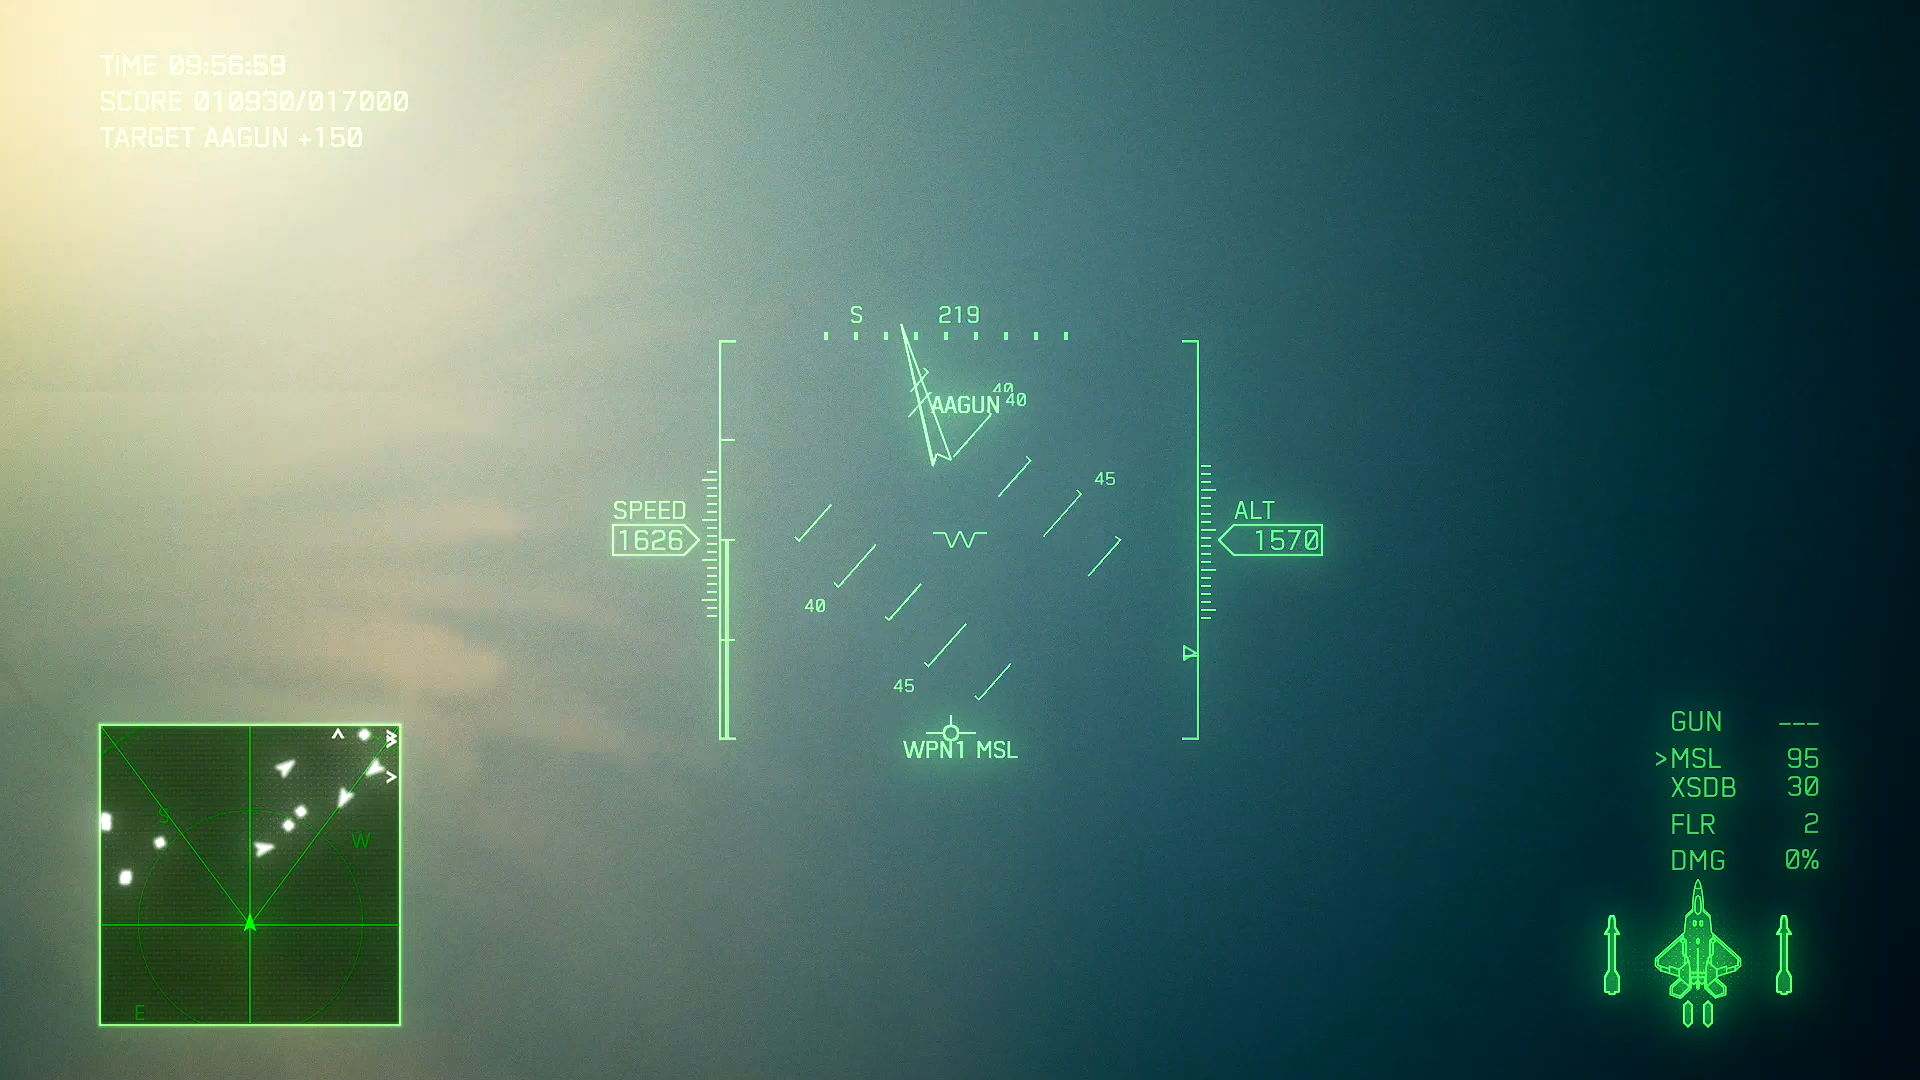 TIME 09:56:59
SCORE 010930/017000
TARGET AAGUN +150
S 219
40
AAGUN 40
45
SPEED
1626
ALT
1570
40
45
WPN1 MSL
GUN ---
>MSL 95
XSDB 30
FLR 2
DMG 0%
S
W
E